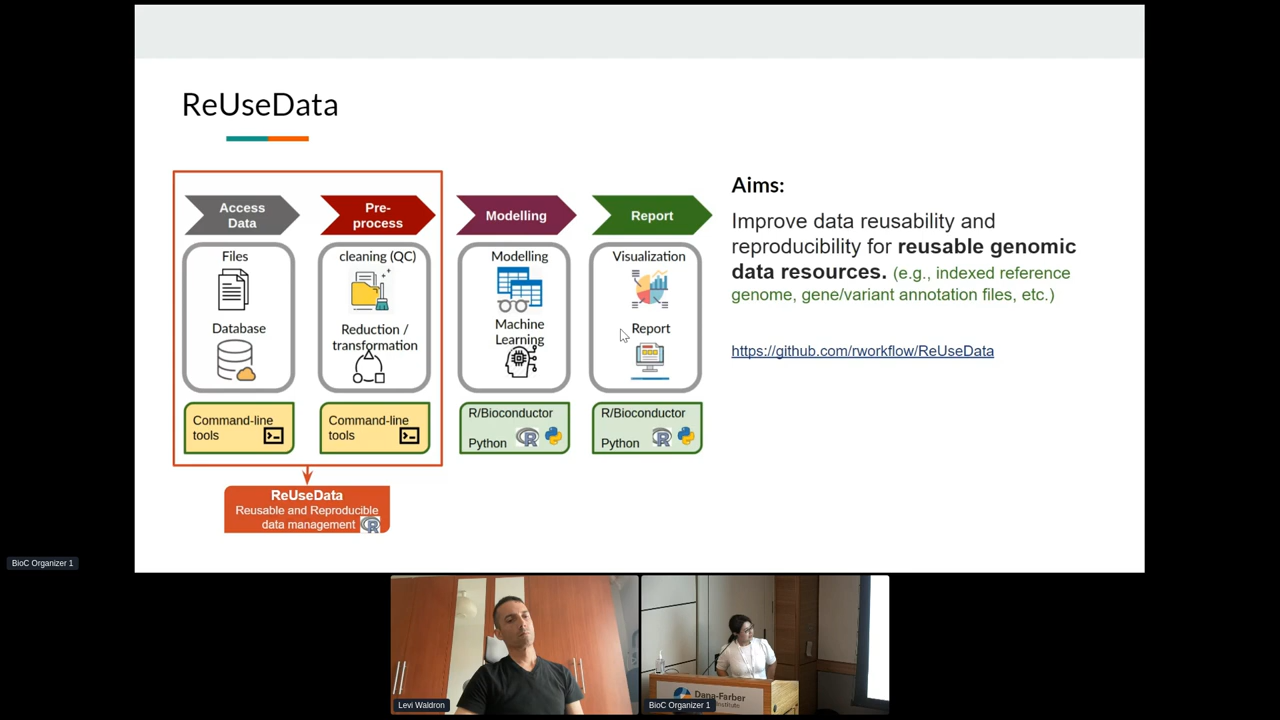 ReUseData
Access
Data
Pre-
process
Modelling
Report
Files
Database
cleaning (QC)
Reduction /
transformation
Modelling
Machine
Learning
Visualization
Report
Command-line
tools
Command-line
tools
R/Bioconductor
Python
R/Bioconductor
Python
ReUseData
Reusable and Reproducible
data management
Aims:
Improve data reusability and
reproducibility for reusable genomic
data resources. (e.g., indexed reference
genome, gene/variant annotation files, etc.)
https://github.com/rworkflow/ReUseData
BioC Organizer 1
Levi Waldron
Dana-Farber
BioC Organizer 1